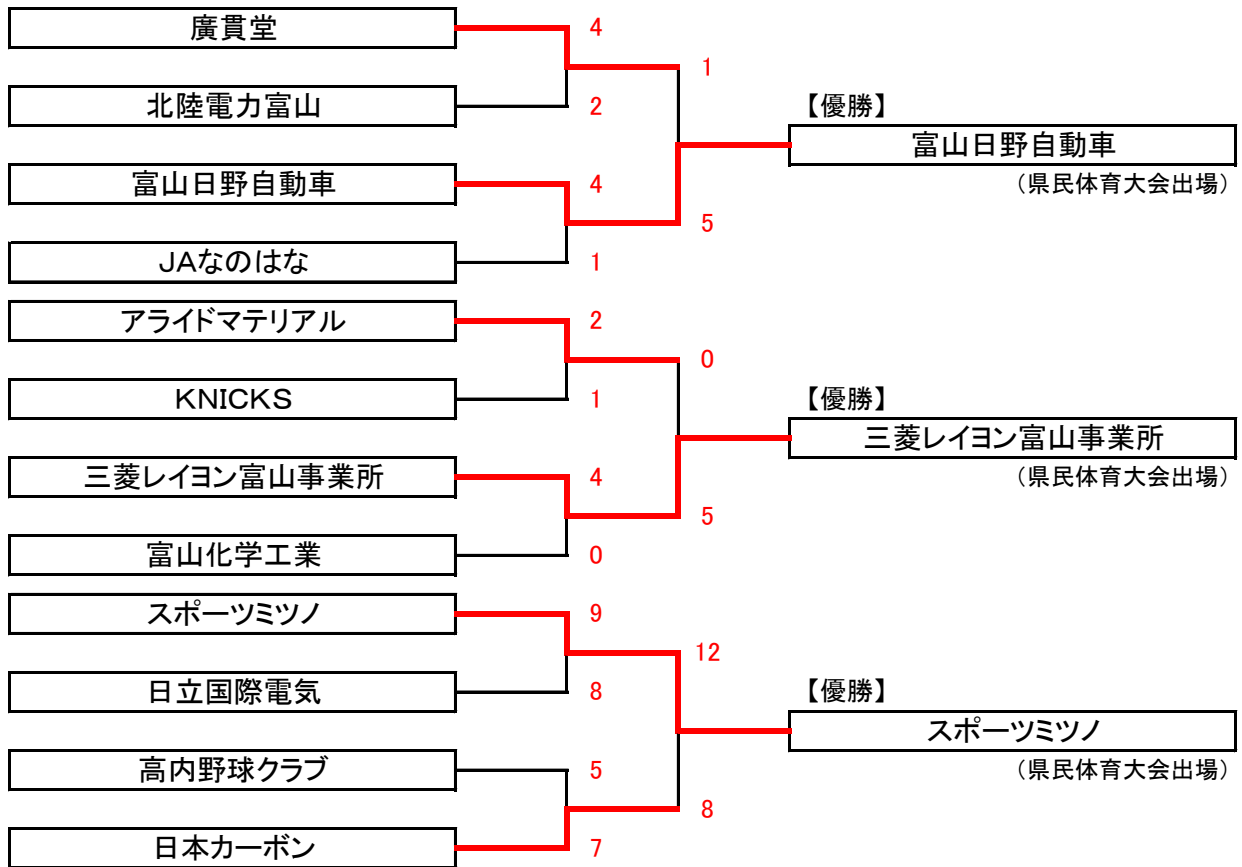 廣貫堂
4
1
北陸電力富山
2
【優勝】
富山日野自動車
(県民体育大会出場)
富山日野自動車
4
5
JAなのはな
1
アライドマテリアル
2
0
KNICKS
1
【優勝】
三菱レイヨン富山事業所
(県民体育大会出場)
三菱レイヨン富山事業所
4
5
富山化学工業
0
スポーツミツノ
9
12
日立国際電気
8
【優勝】
スポーツミツノ
(県民体育大会出場)
高内野球クラブ
5
8
日本カーボン
7